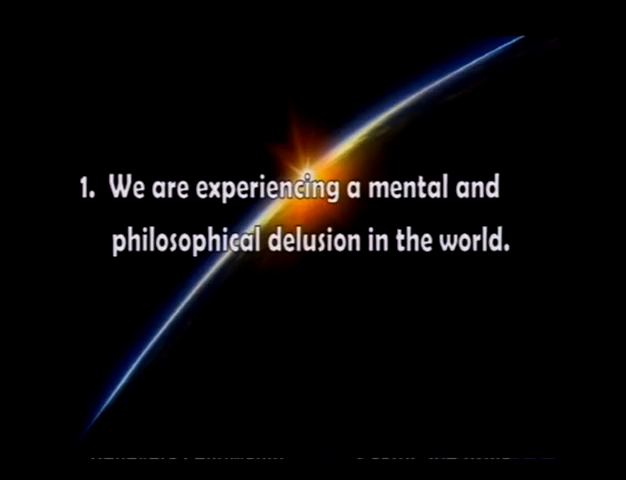 1. We are experiencing a mental and
philosophical delusion in the world.